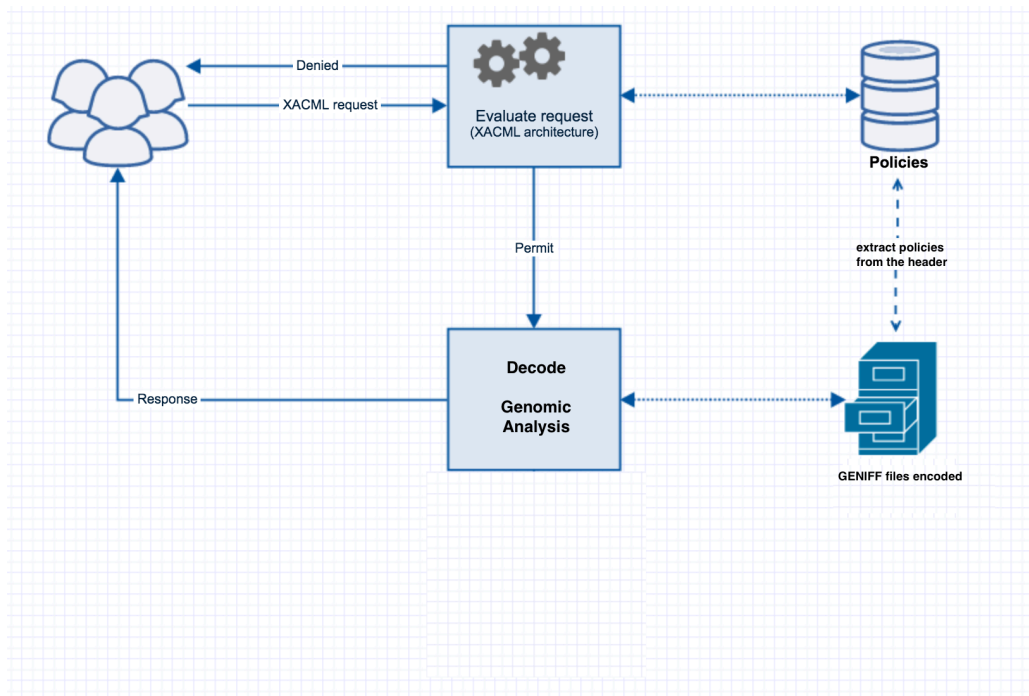 Denied
XACML request
Evaluate request
(XACML architecture)
Policies
Permit
extract policies
from the header
Decode
Genomic
Analysis
Response
GENIFF files encoded